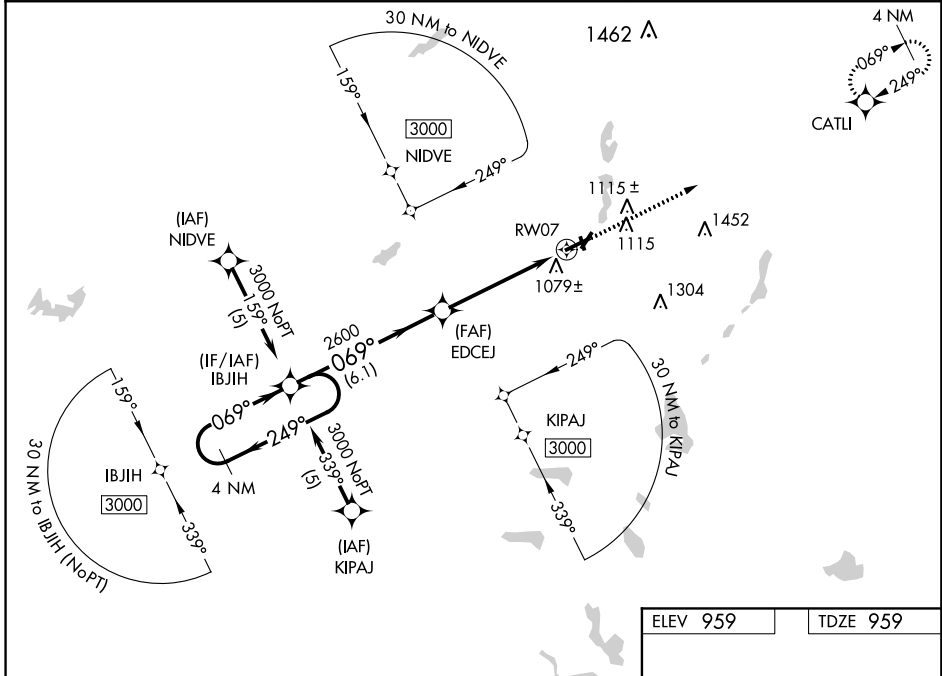 30 NM to NIDVE
159°
3000
NIDVE
249°
1462
4 NM
069°
249°
CATLI
(IAF)
NIDVE
3000 NoPT
159°
(5)
RW07
1115 ±
1115
1452
1079±
1304
(FAF)
EDCEJ
2600
069°
(6.1)
(IF/IAF)
IBJIH
069°
249°
4 NM
3000 NoPT
339°
(5)
(IAF)
KIPAJ
159°
IBJIH
3000
339°
30 NM to IBJIH (NoPT)
249°
KIPAJ
3000
339°
30 NM to KIPAJ
ELEV 959
TDZE 959